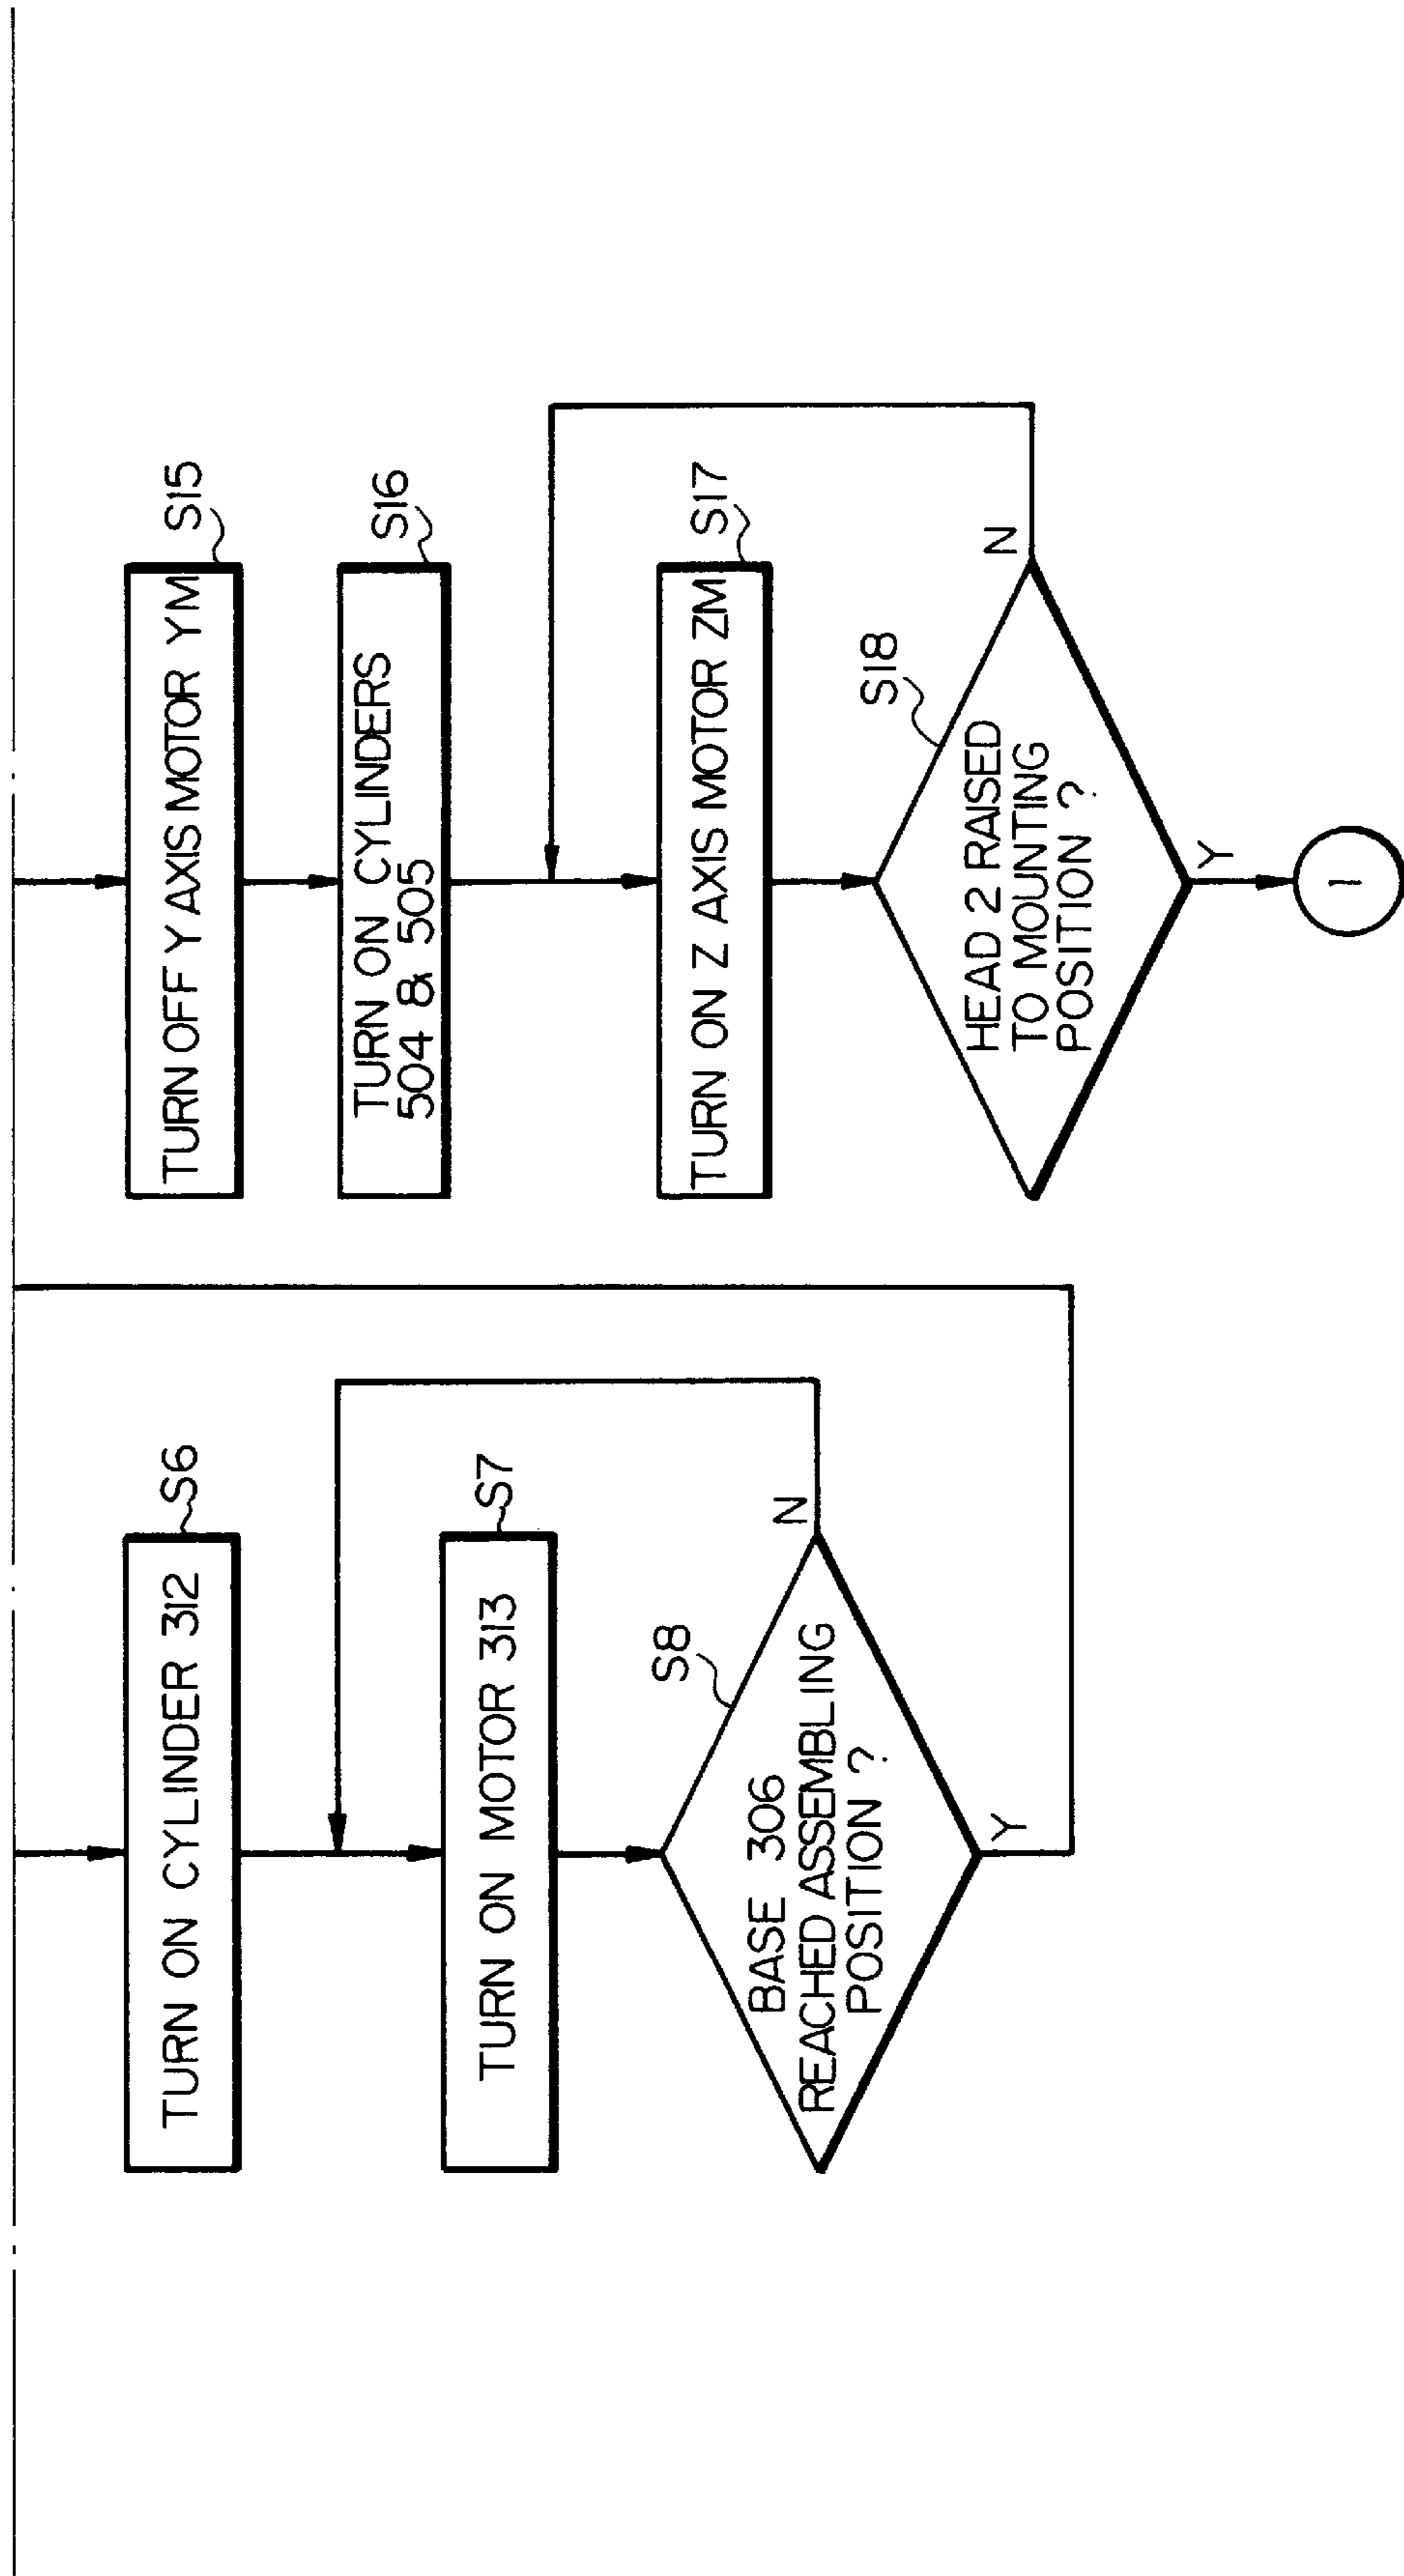 S6
TURN ON CYLINDER 312
S7
TURN ON MOTOR 313
S8
BASE 306
REACHED ASSEMBLING
POSITION ?
N
Y
S15
TURN OFF Y AXIS MOTOR YM
S16
TURN ON CYLINDERS
504 & 505
S17
TURN ON Z AXIS MOTOR ZM
S18
HEAD 2 RAISED
TO MOUNTING
POSITION ?
N
Y
1